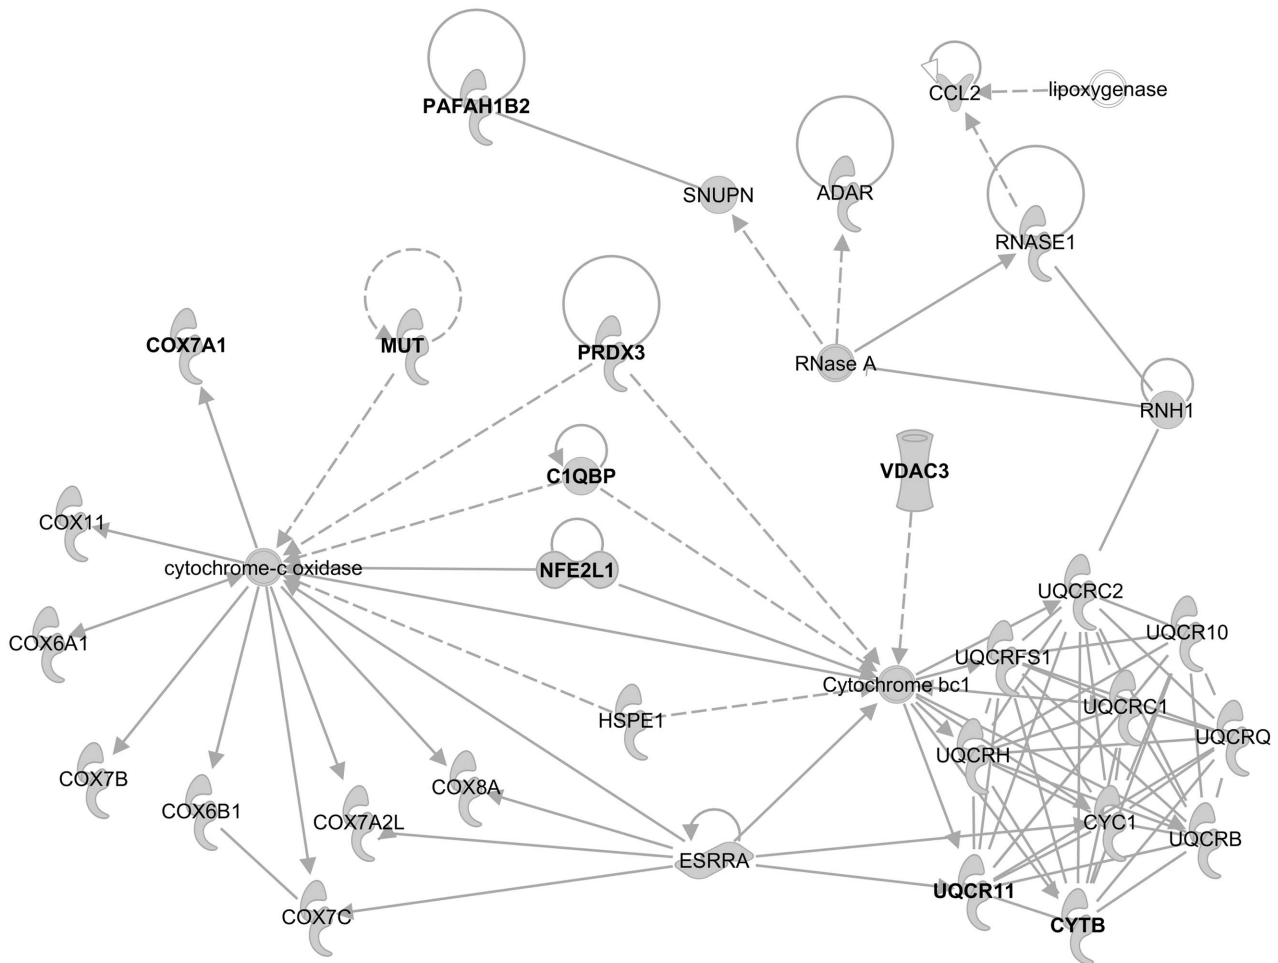 CCL2
lipoxygenase
PAFAH1B2
SNUPN
ADAR
RNASE1
COX7A1
MUT
PRDX3
RNase A
RNH1
C1QBP
VDAC3
COX11
cytochrome-c oxidase
NFE2L1
UQCRC2
COX6A1
UQCR10
UQCRFS1
Cytochrome bc1
HSPE1
UQCRC1
UQCRQ
UQCRH
COX7B
COX8A
COX6B1
COX7A2L
CYC1
UQCRB
ESRRA
UQCR11
COX7C
CYTB